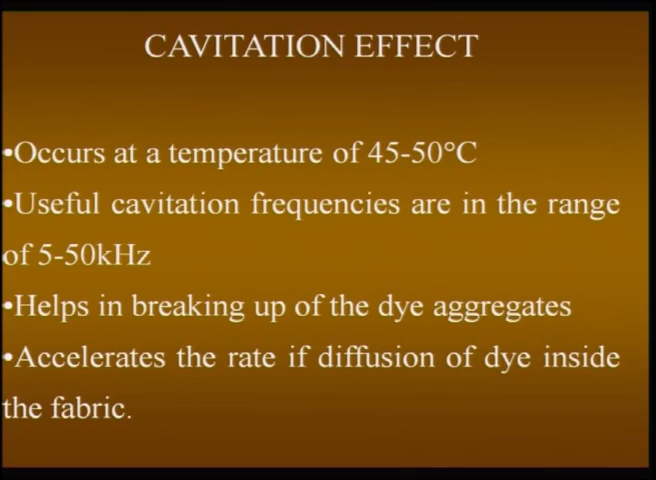 CAVITATION EFFECT
•Occurs at a temperature of 45-50°C
•Useful cavitation frequencies are in the range
of 5-50kHz
•Helps in breaking up of the dye aggregates
•Accelerates the rate if diffusion of dye inside
the fabric.